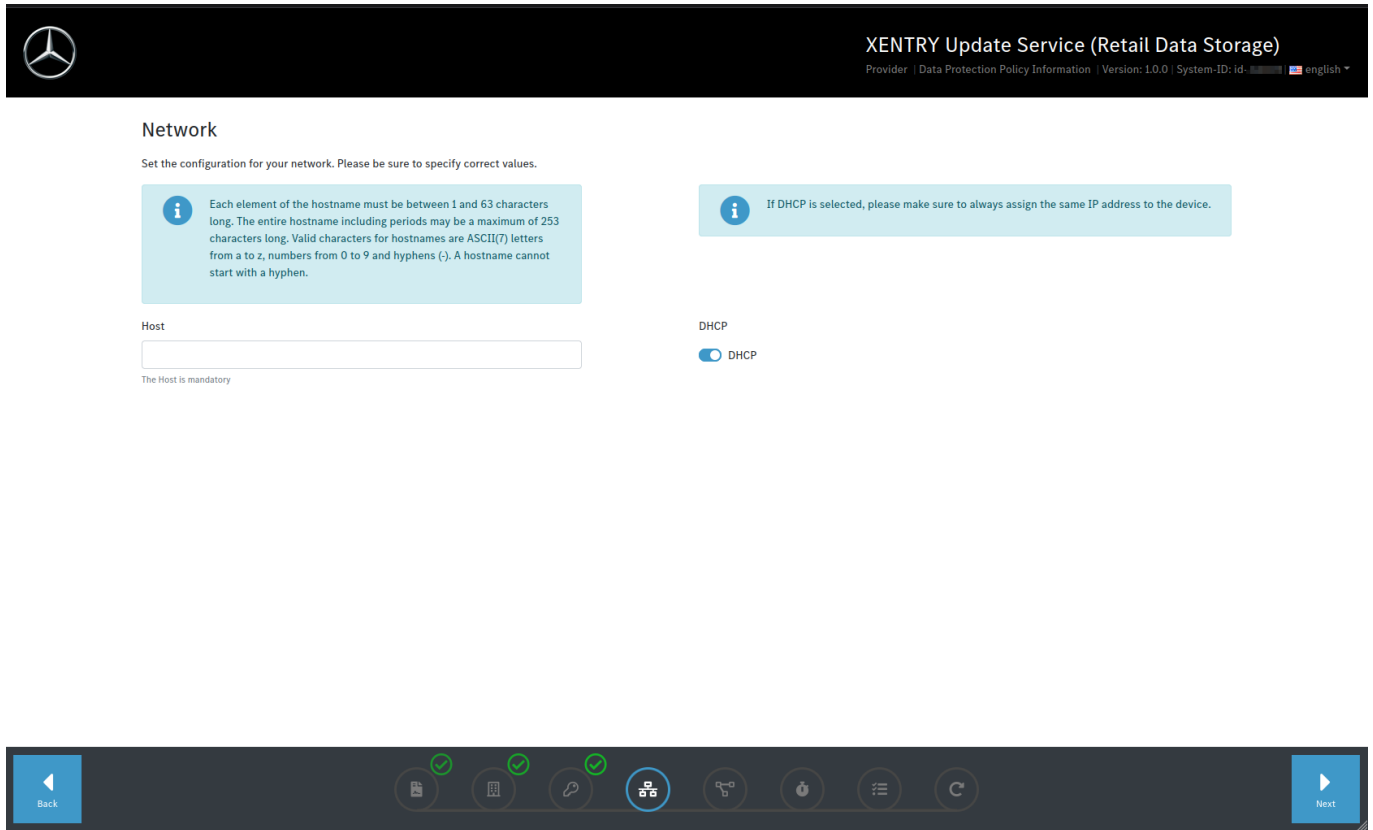 XENTRY Update Service (Retail Data Storage)
Provider | Data Protection Policy Information | Version: 1.0.0 | System-ID: id- | english
Network
Set the configuration for your network. Please be sure to specify correct values.
Each element of the hostname must be between 1 and 63 characters
long. The entire hostname including periods may be a maximum of 253
characters long. Valid characters for hostnames are ASCII(7) letters
from a to z, numbers from 0 to 9 and hyphens (-). A hostname cannot
start with a hyphen.
If DHCP is selected, please make sure to always assign the same IP address to the device.
Host
The Host is mandatory
DHCP
DHCP
Back
Next